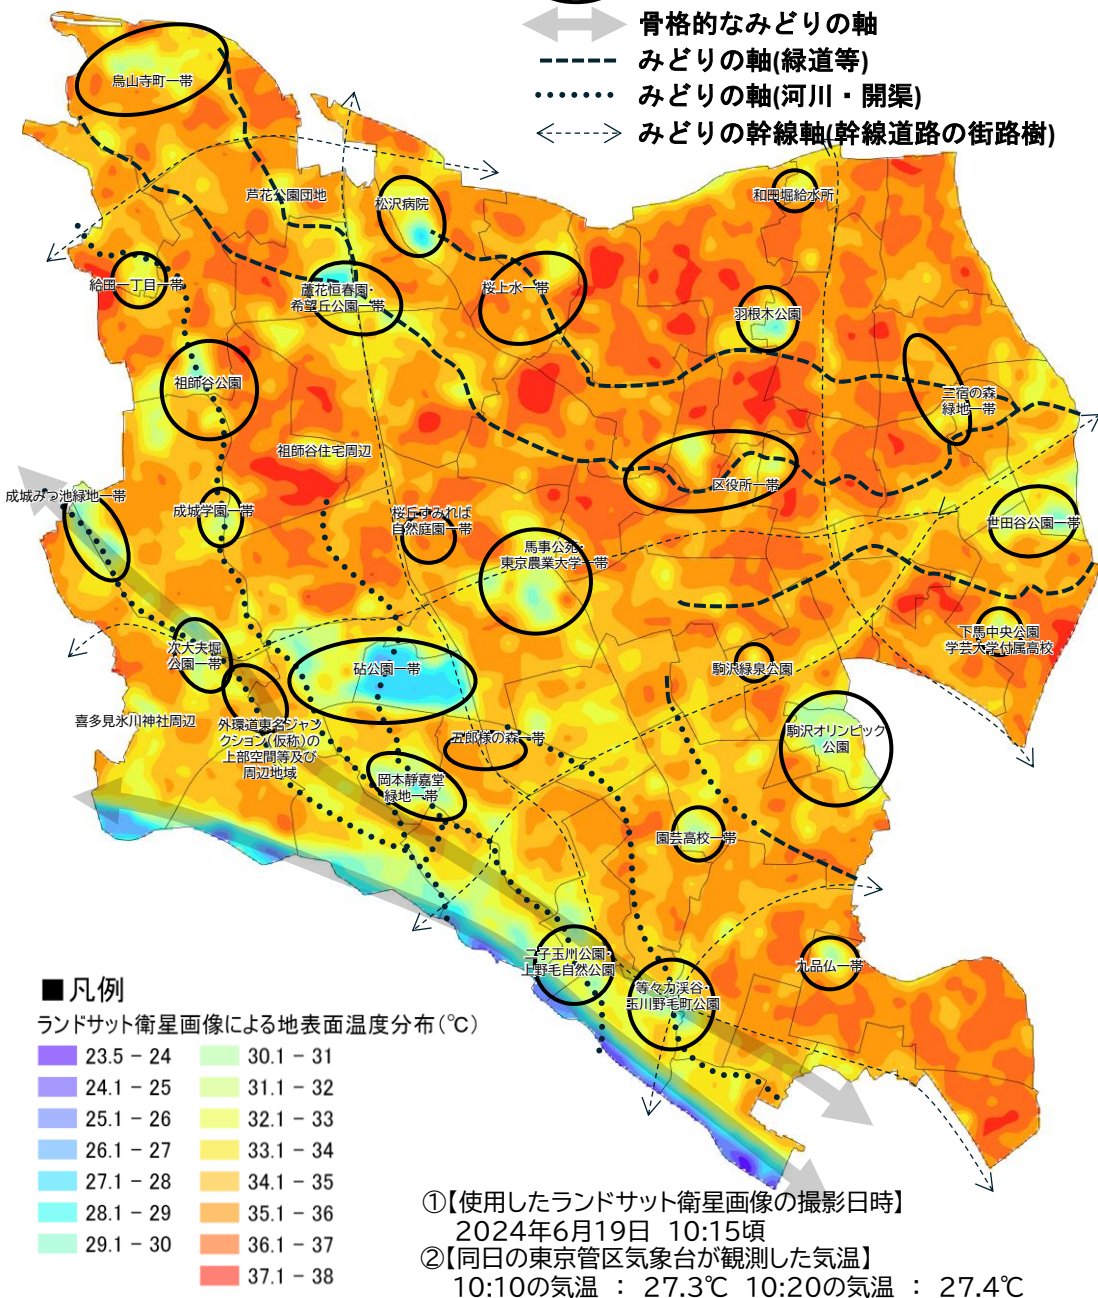 骨格的なみどりの軸
みどりの軸(緑道等)
みどりの軸(河川・開渠)
みどりの幹線軸(幹線道路の街路樹)
烏山寺町一帯
芦花公園団地
松沢病院
和田堀給水所
給田一丁目一帯
蘆花恒春園・
希望丘公園一帯
桜上水一帯
羽根木公園
祖師谷公園
三宿の森
緑地一帯
祖師谷住宅周辺
区役所一帯
成城みつ池緑地一帯
成城学園一帯
桜丘すみれば
自然庭園一帯
世田谷公園一帯
馬事公苑・
東京農業大学一帯
次大夫堀
公園一帯
砧公園一帯
駒沢緑泉公園
下馬中央公園
学芸大学付属高校
喜多見氷川神社周辺
外環道東名ジャン
クション(仮称)の
上部空間等及び
周辺地域
五郎様の森一帯
駒沢オリンピック
公園
岡本静嘉堂
緑地一帯
園芸高校一帯
二子玉川公園・
上野毛自然公園
等々力渓谷・
玉川野毛町公園
九品仏一帯
■凡例
ランドサット衛星画像による地表面温度分布(℃)
23.5 − 24
24.1 − 25
25.1 − 26
26.1 − 27
27.1 − 28
28.1 − 29
29.1 − 30
30.1 − 31
31.1 − 32
32.1 − 33
33.1 − 34
34.1 − 35
35.1 − 36
36.1 − 37
37.1 − 38
①【使用したランドサット衛星画像の撮影日時】
2024年6月19日 10:15頃
②【同日の東京管区気象台が観測した気温】
10:10の気温 : 27.3℃ 10:20の気温 : 27.4℃